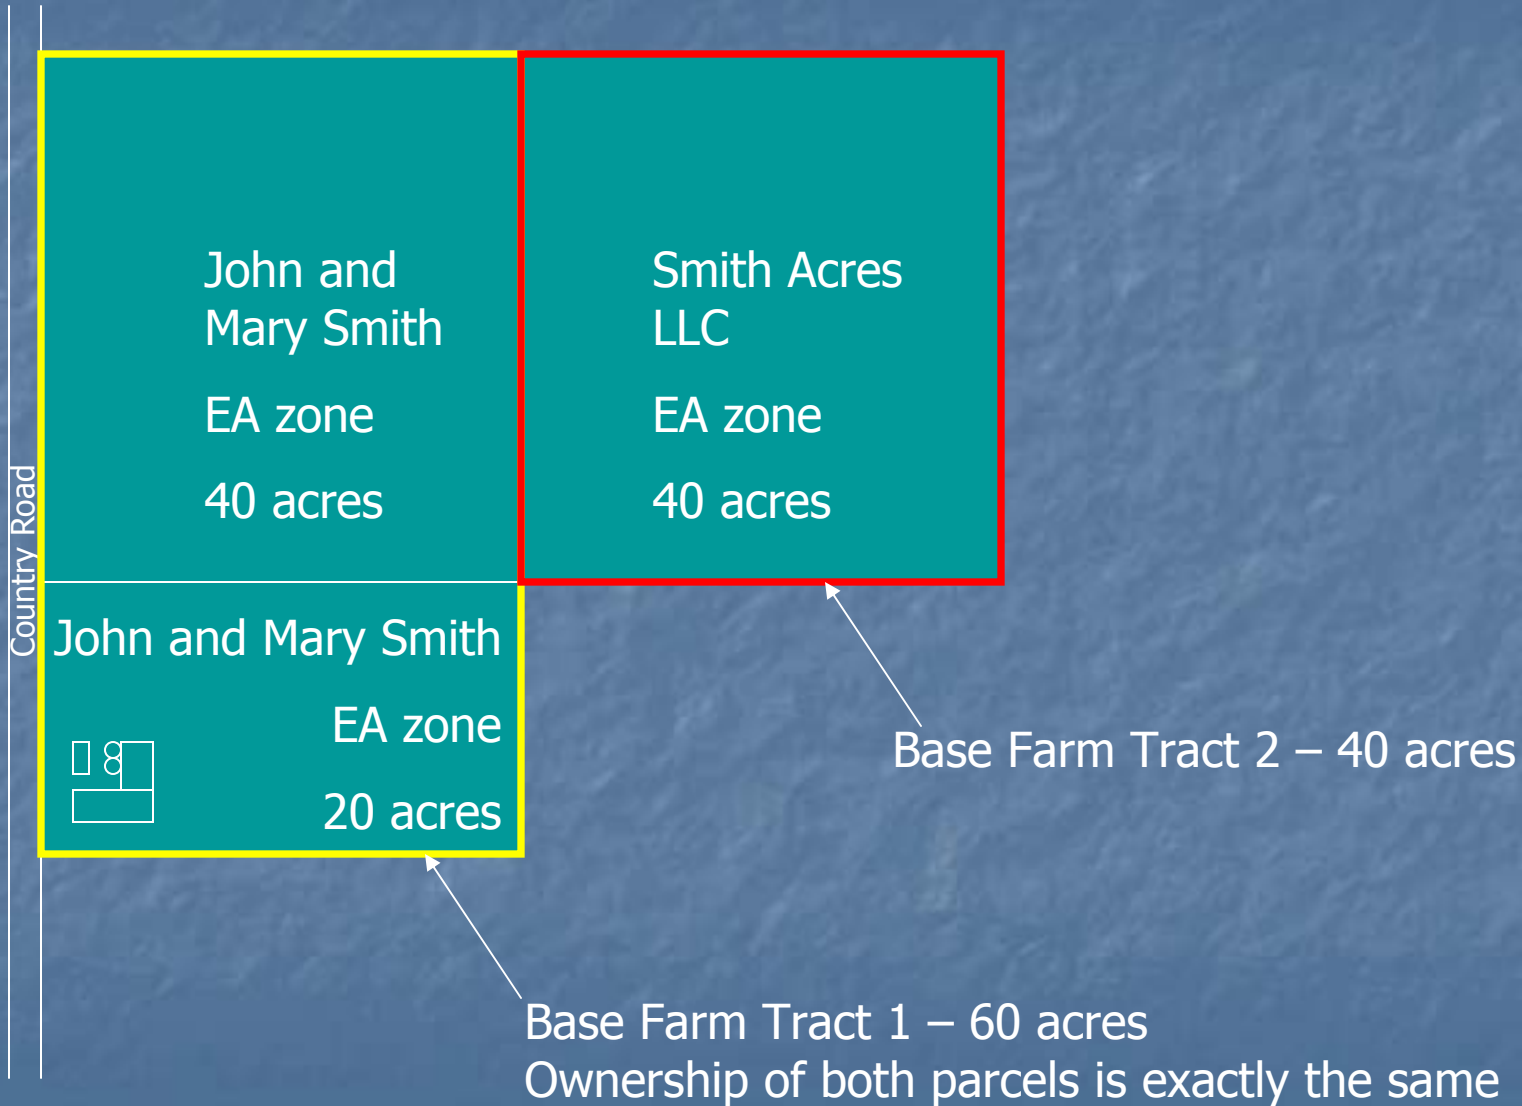 Country Road
John and
Mary Smith
EA zone
40 acres
Smith Acres
LLC
EA zone
40 acres
John and Mary Smith
EA zone
20 acres
Base Farm Tract 2 – 40 acres
Base Farm Tract 1 – 60 acres
Ownership of both parcels is exactly the same